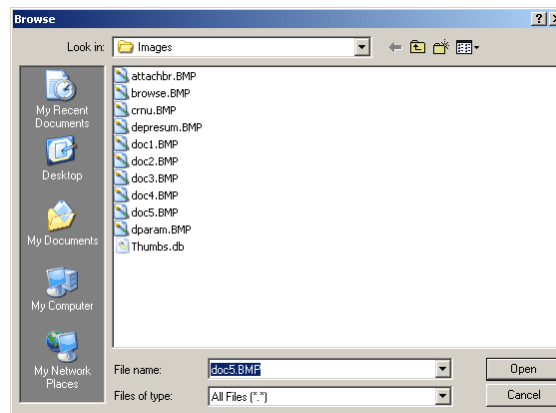 Browse
Look in:
Images
My Recent
Documents
Desktop
My Documents
My Computer
My Network
Places
attachbr.BMP
browse.BMP
crnu.BMP
depresum.BMP
doc1.BMP
doc2.BMP
doc3.BMP
doc4.BMP
doc5.BMP
dparam.BMP
Thumbs.db
File name:
doc5.BMP
Open
Files of type:
All Files (*.*)
Cancel